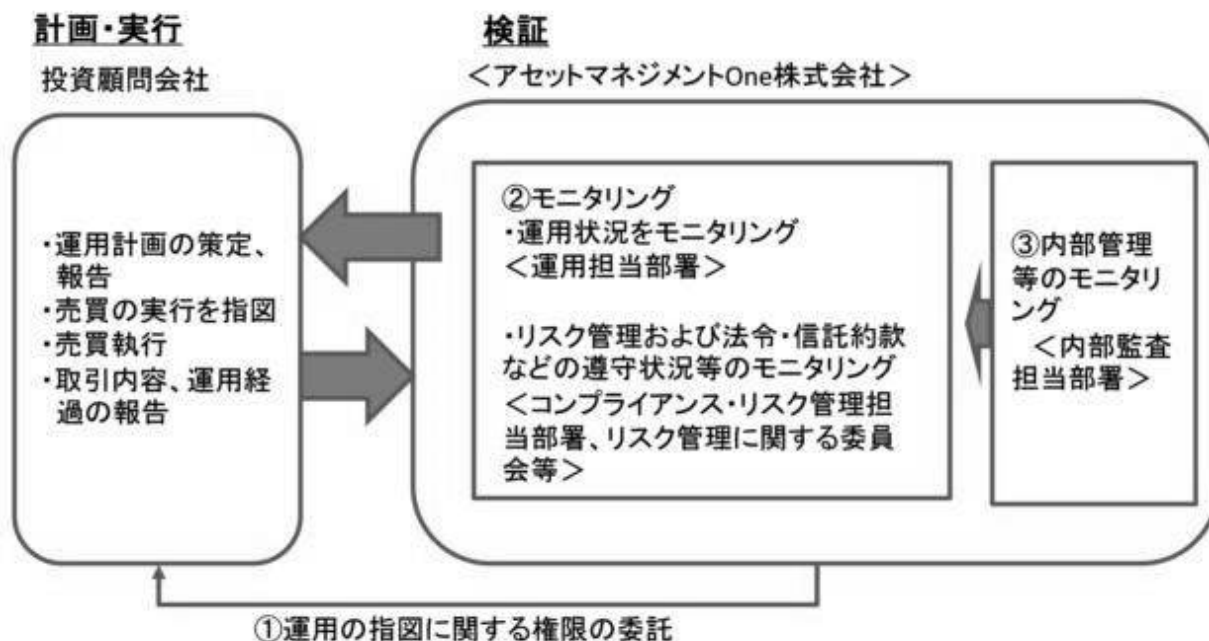 計画・実行
投資顧問会社
・運用計画の策定、
報告
・売買の実行を指図
・売買執行
・取引内容、運用経
過の報告
検証
＜アセットマネジメントOne株式会社＞
②モニタリング
・運用状況をモニタリング
＜運用担当部署＞
・リスク管理および法令・信託約款
などの遵守状況等のモニタリング
＜コンプライアンス・リスク管理担
当部署、リスク管理に関する委員
会等＞
③内部管理
等のモニタリ
ング
＜内部監査
担当部署＞
①運用の指図に関する権限の委託